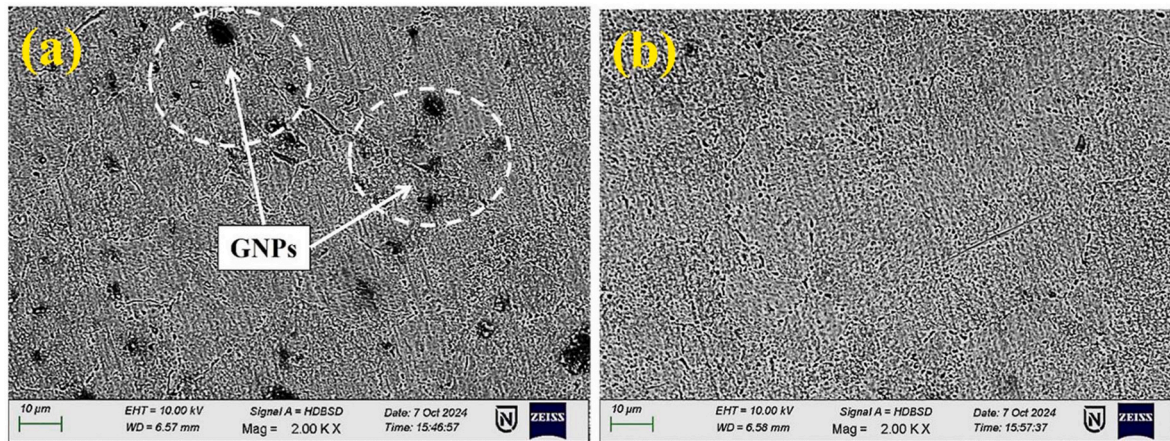 (a)
GNPs
10 µm
EHT = 10.00 kV
WD = 6.57 mm
Signal A = HDBSD
Mag = 2.00 K X
Date: 7 Oct 2024
Time: 15:46:57
N
ZEISS
(b)
10 µm
EHT = 10.00 kV
WD = 6.58 mm
Signal A = HDBSD
Mag = 2.00 K X
Date: 7 Oct 2024
Time: 15:57:37
N
ZEISS